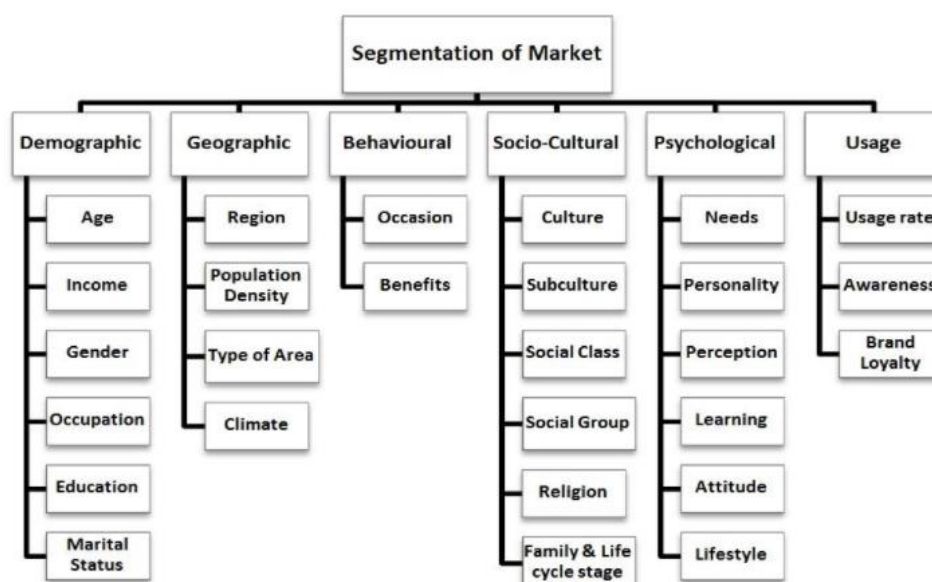 Segmentation of Market
Demographic
Geographic
Behavioural
Socio-Cultural
Psychological
Usage
Age
Region
Occasion
Culture
Needs
Usage rate
Income
Population
Density
Benefits
Subculture
Personality
Awareness
Gender
Type of Area
Social Class
Perception
Brand
Loyalty
Occupation
Climate
Social Group
Learning
Education
Religion
Attitude
Marital
Status
Family & Life
cycle stage
Lifestyle